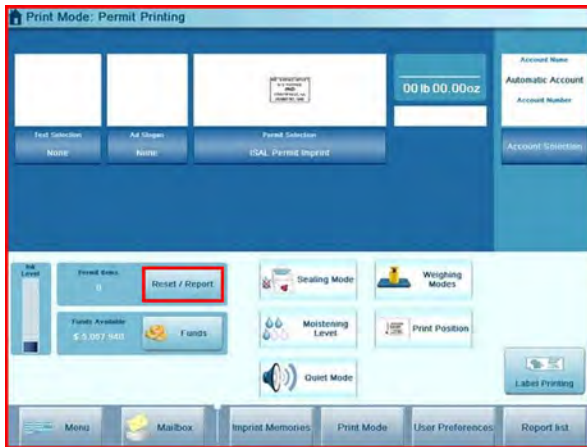 Print Mode: Permit Printing
Account Name
Automatic Account
Account Number
00 lb 00.00oz
Text Selection
None
Ad Slogan
None
Permit Selection
ISAL Permit Imprint
Account Selection
Ink
Level
Permit Items
0
Reset / Report
Sealing Mode
Weighing
Modes
Funds Available
Funds
Moistening
Level
Print Position
Quiet Mode
Label Printing
Menu
Mailbox
Imprint Memories
Print Mode
User Preferences
Report list